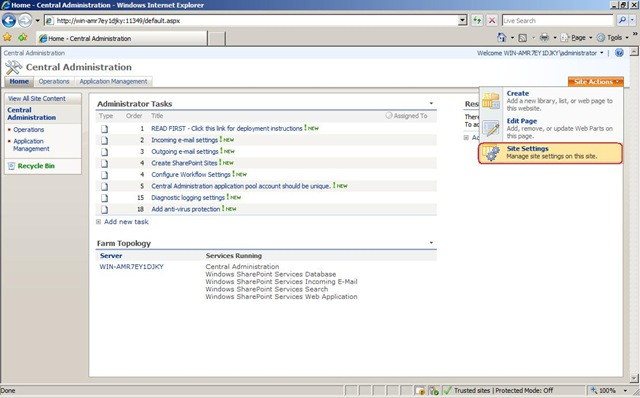 Home - Central Administration - Windows Internet Explorer
http://win-amr7ey1djky:11349/default.aspx
Live Search
Home - Central Administration
Page
Tools
Central Administration
Welcome WIN-AMR7EY1DJKY\administrator
Central Administration
Home
Operations
Application Management
Site Actions
View All Site Content
Central Administration
Operations
Application Management
Recycle Bin
Administrator Tasks
Type Order Title Assigned To
1 READ FIRST - Click this link for deployment instructions ! NEW
2 Incoming e-mail settings ! NEW
3 Outgoing e-mail settings ! NEW
4 Create SharePoint Sites ! NEW
4 Configure Workflow Settings ! NEW
5 Central Administration application pool account should be unique. ! NEW
15 Diagnostic logging settings ! NEW
18 Add anti-virus protection ! NEW
Add new task
Farm Topology
Server Services Running
WIN-AMR7EY1DJKY Central Administration
Windows SharePoint Services Database
Windows SharePoint Services Incoming E-Mail
Windows SharePoint Services Search
Windows SharePoint Services Web Application
Res
Ther
To a
Create
Add a new library, list, or web page to this website.
Edit Page
Add, remove, or update Web Parts on this page.
Site Settings
Manage site settings on this site.
Done
Trusted sites | Protected Mode: Off
100%